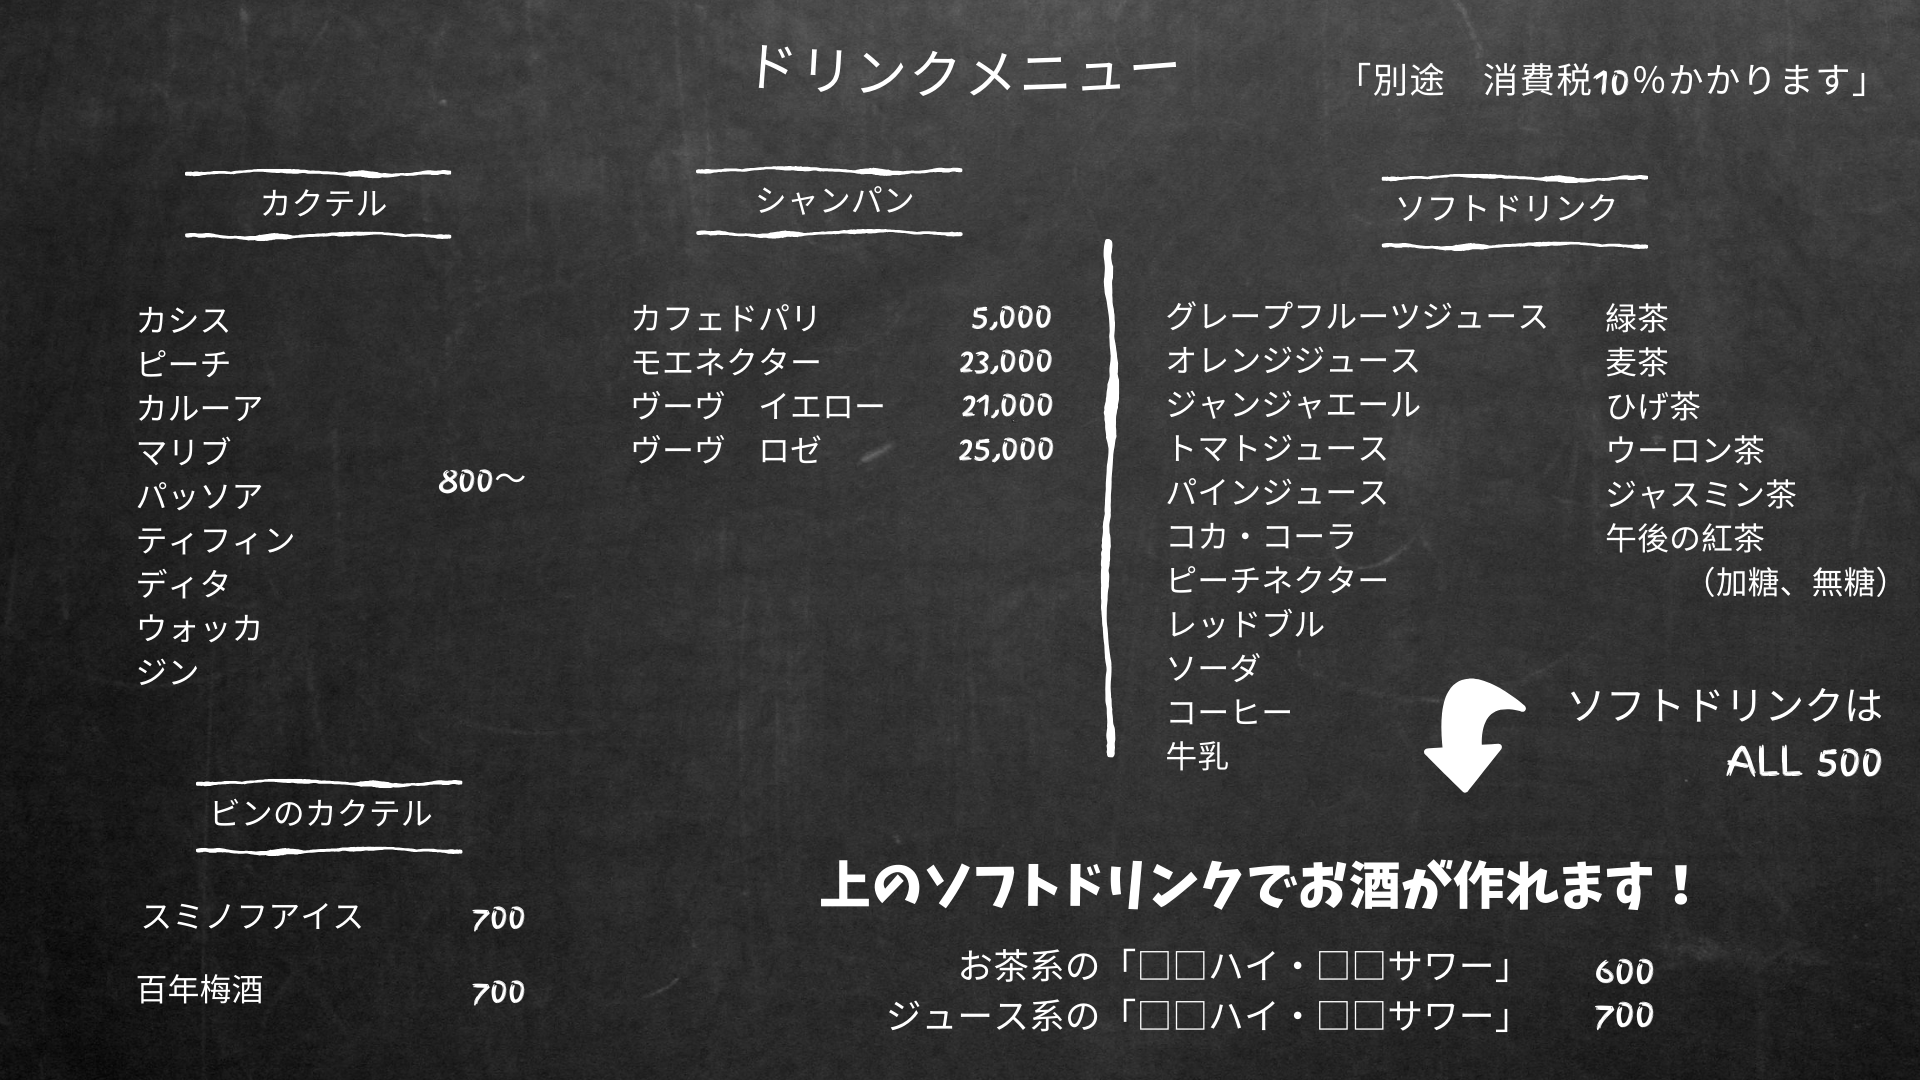 ドリンクメニュー
「別途　消費税10%かかります」
カクテル
カシス
ピーチ
カルーア
マリブ
パッソア
ティフィン
ディタ
ウォッカ
ジン
800〜
ビンのカクテル
スミノフアイス 700
百年梅酒 700
シャンパン
カフェドパリ 5,000
モエネクター 23,000
ヴーヴ　イエロー 21,000
ヴーヴ　ロゼ 25,000
ソフトドリンク
グレープフルーツジュース
オレンジジュース
ジャンジャエール
トマトジュース
パインジュース
コカ・コーラ
ピーチネクター
レッドブル
ソーダ
コーヒー
牛乳
緑茶
麦茶
ひげ茶
ウーロン茶
ジャスミン茶
午後の紅茶
（加糖、無糖）
ソフトドリンクは
ALL 500
上のソフトドリンクでお酒が作れます！
お茶系の「□□ハイ・□□サワー」 600
ジュース系の「□□ハイ・□□サワー」 700